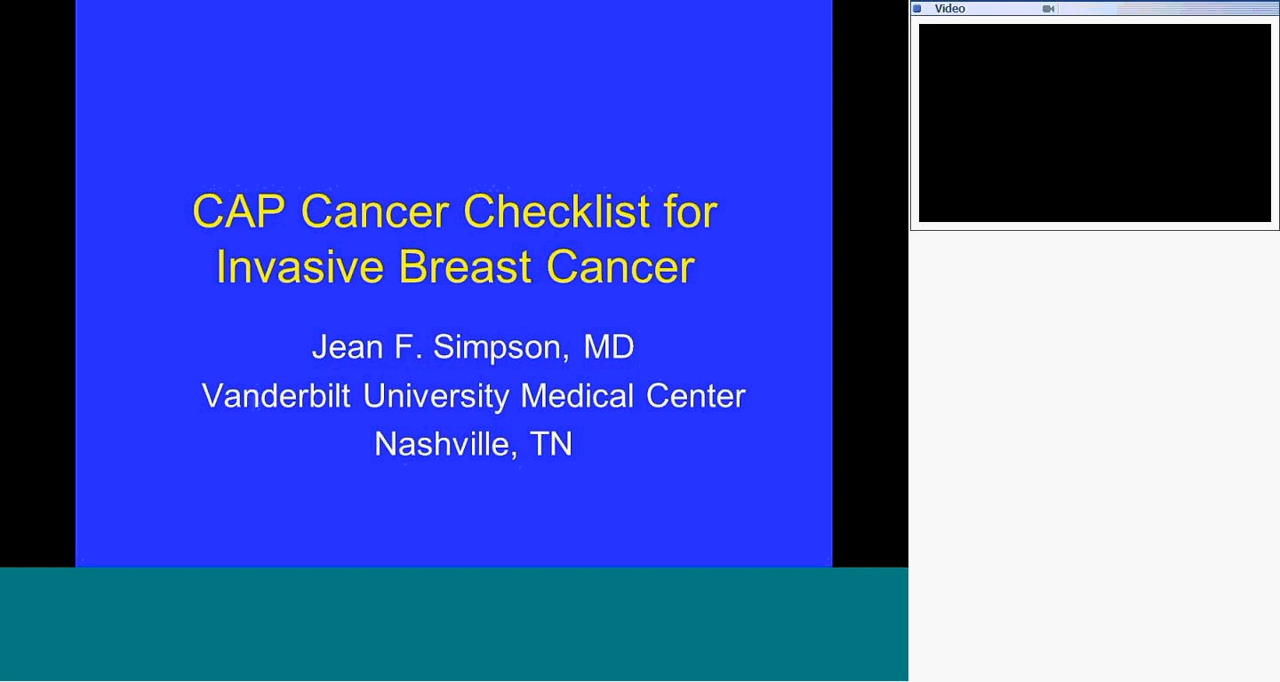 Video
CAP Cancer Checklist for
Invasive Breast Cancer
Jean F. Simpson, MD
Vanderbilt University Medical Center
Nashville, TN